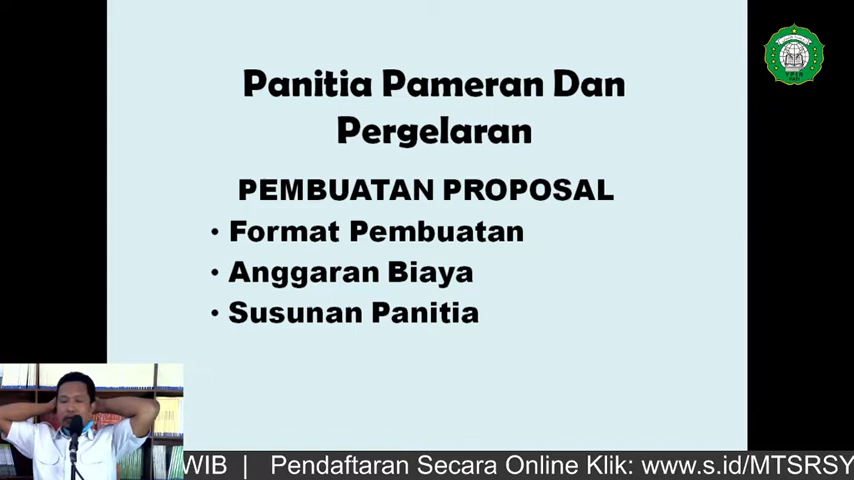 Panitia Pameran Dan
Pergelaran
PEMBUATAN PROPOSAL
• Format Pembuatan
• Anggaran Biaya
• Susunan Panitia
WIB | Pendaftaran Secara Online Klik: www.s.id/MTSRSY